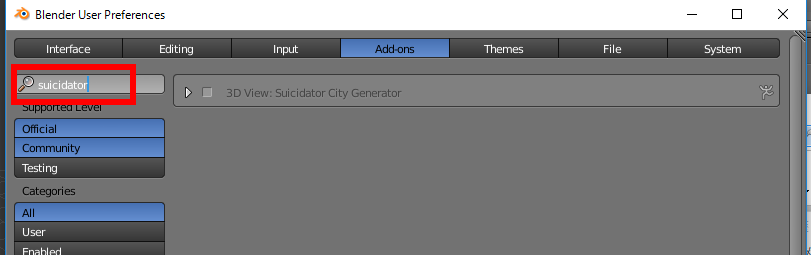 Blender User Preferences
Interface Editing Input Add-ons Themes File System
suicidator
3D View: Suicidator City Generator
Supported Level
Official
Community
Testing
Categories
All
User
Enabled